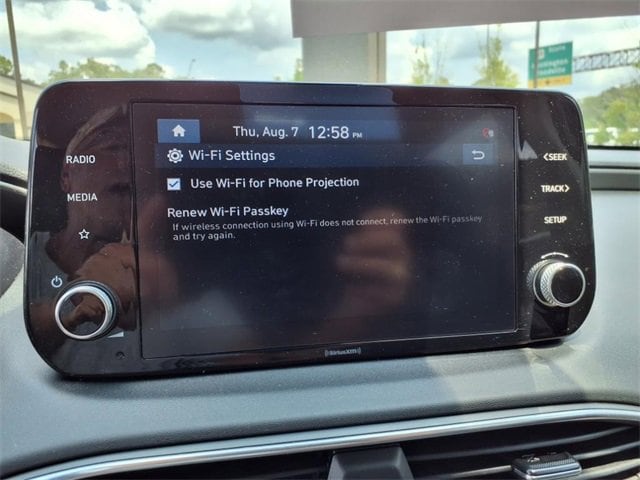 Thu, Aug. 7 12:58 PM
Wi-Fi Settings
Use Wi-Fi for Phone Projection
Renew Wi-Fi Passkey
If wireless connection using Wi-Fi does not connect, renew the Wi-Fi passkey
and try again.
RADIO
MEDIA
<SEEK
TRACK>
SETUP
((SiriusXM))